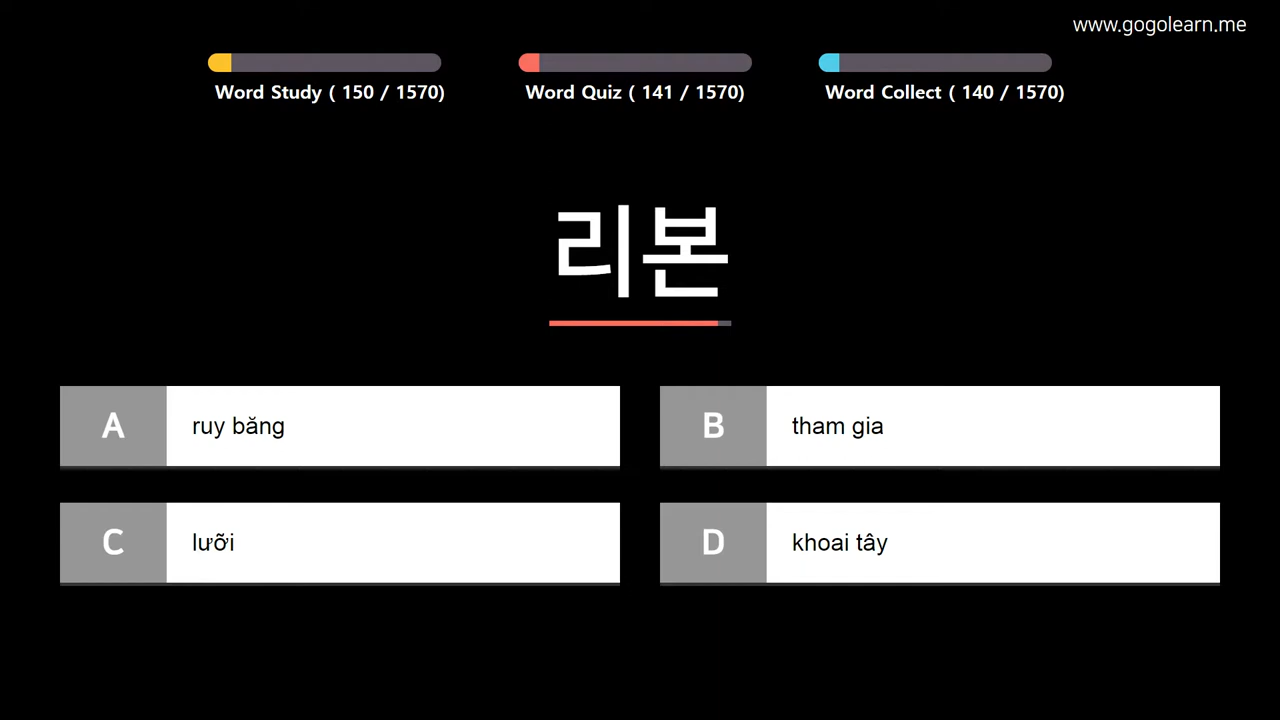 www.gogolearn.me
Word Study ( 150 / 1570)
Word Quiz ( 141 / 1570)
Word Collect ( 140 / 1570)
리본
A ruy băng
B tham gia
C lưỡi
D khoai tây